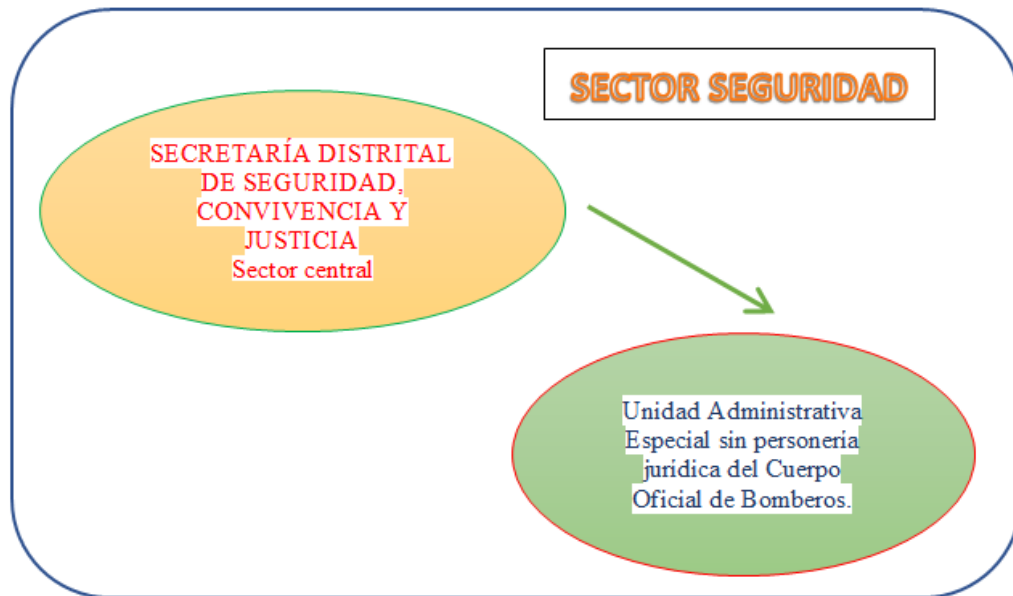 SECTOR SEGURIDAD
SECRETARÍA DISTRITAL
DE SEGURIDAD,
CONVIVENCIA Y
JUSTICIA
Sector central
Unidad Administrativa
Especial sin personería
jurídica del Cuerpo
Oficial de Bomberos.